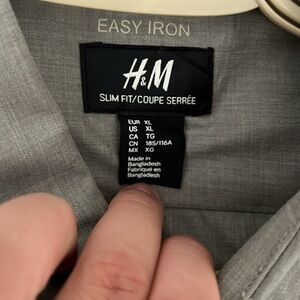 EASY IRON
H&M
SLIM FIT/COUPE SERRÉE
EUR XL
US XL
CA TG
CN 185/116A
MX XG
Made in
Bangladesh
Fabriqué en
Bangladesh